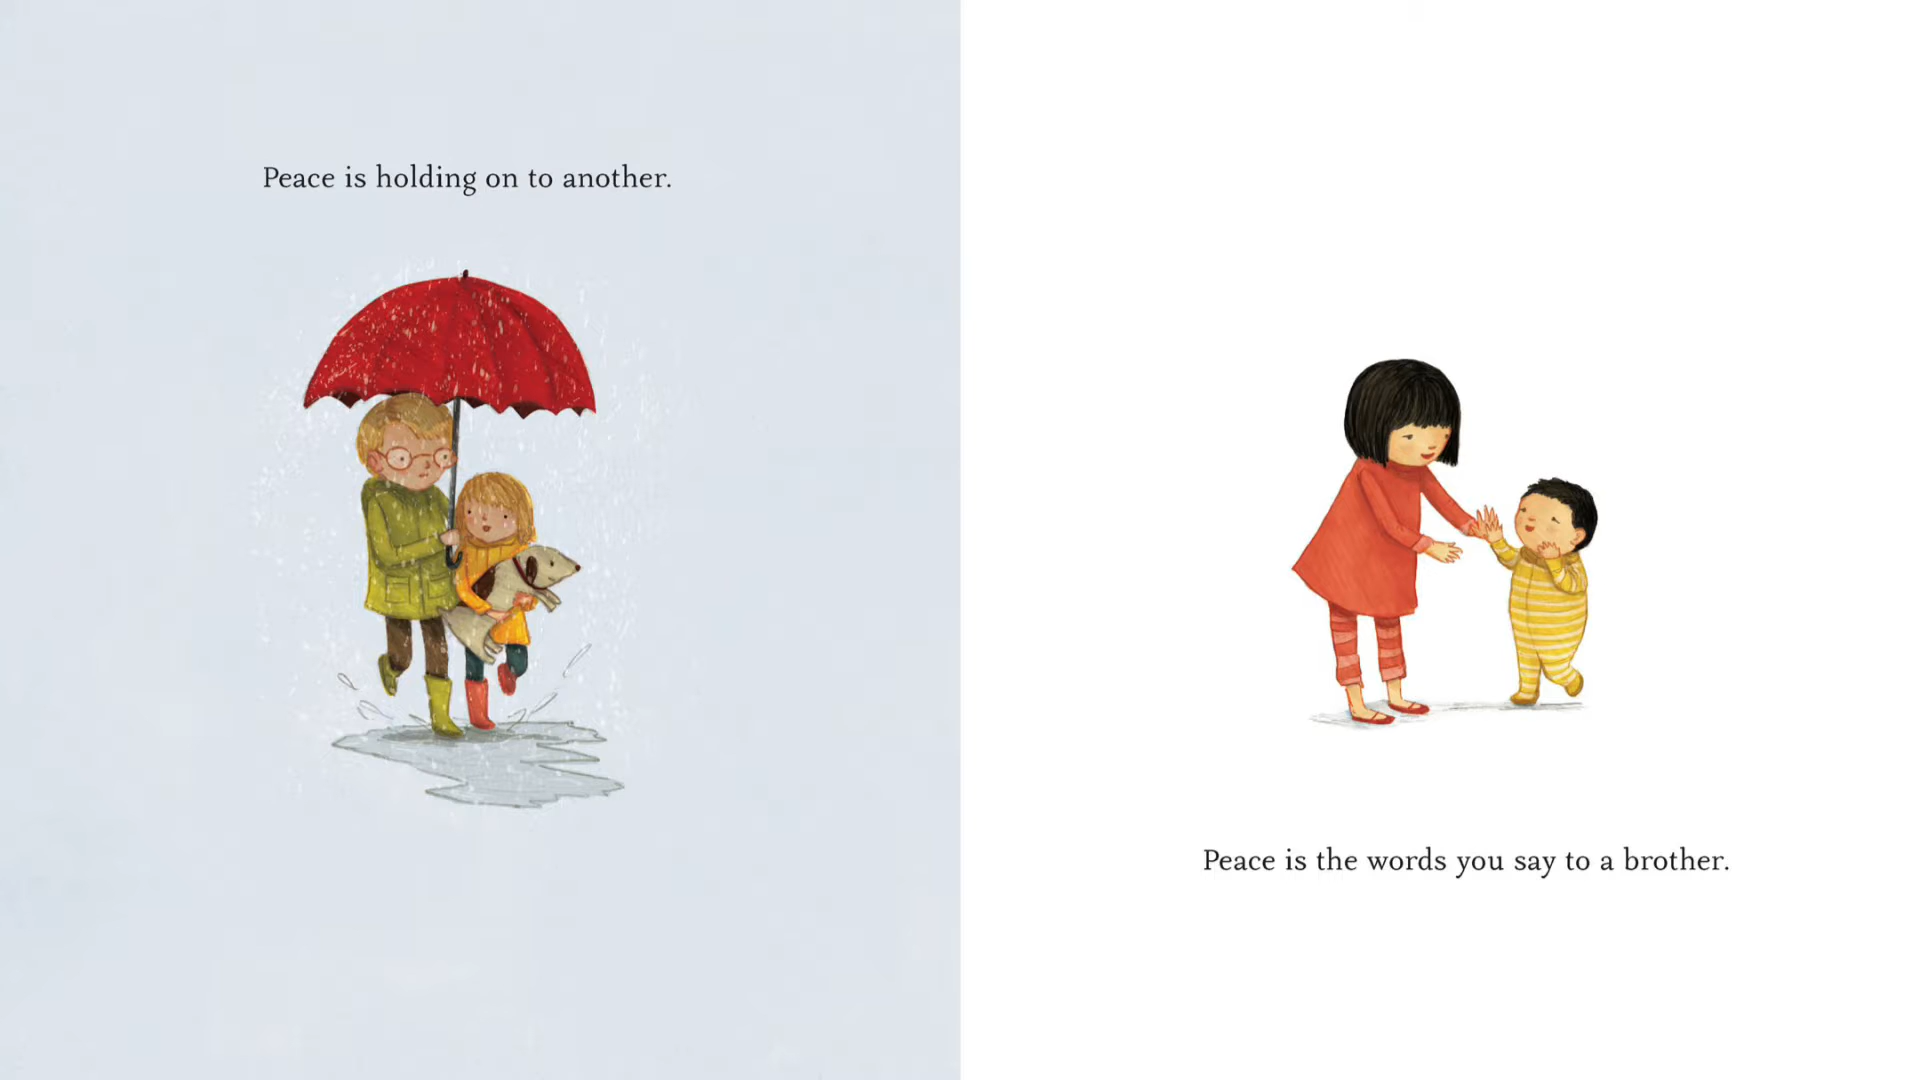 Peace is holding on to another.
Peace is the words you say to a brother.